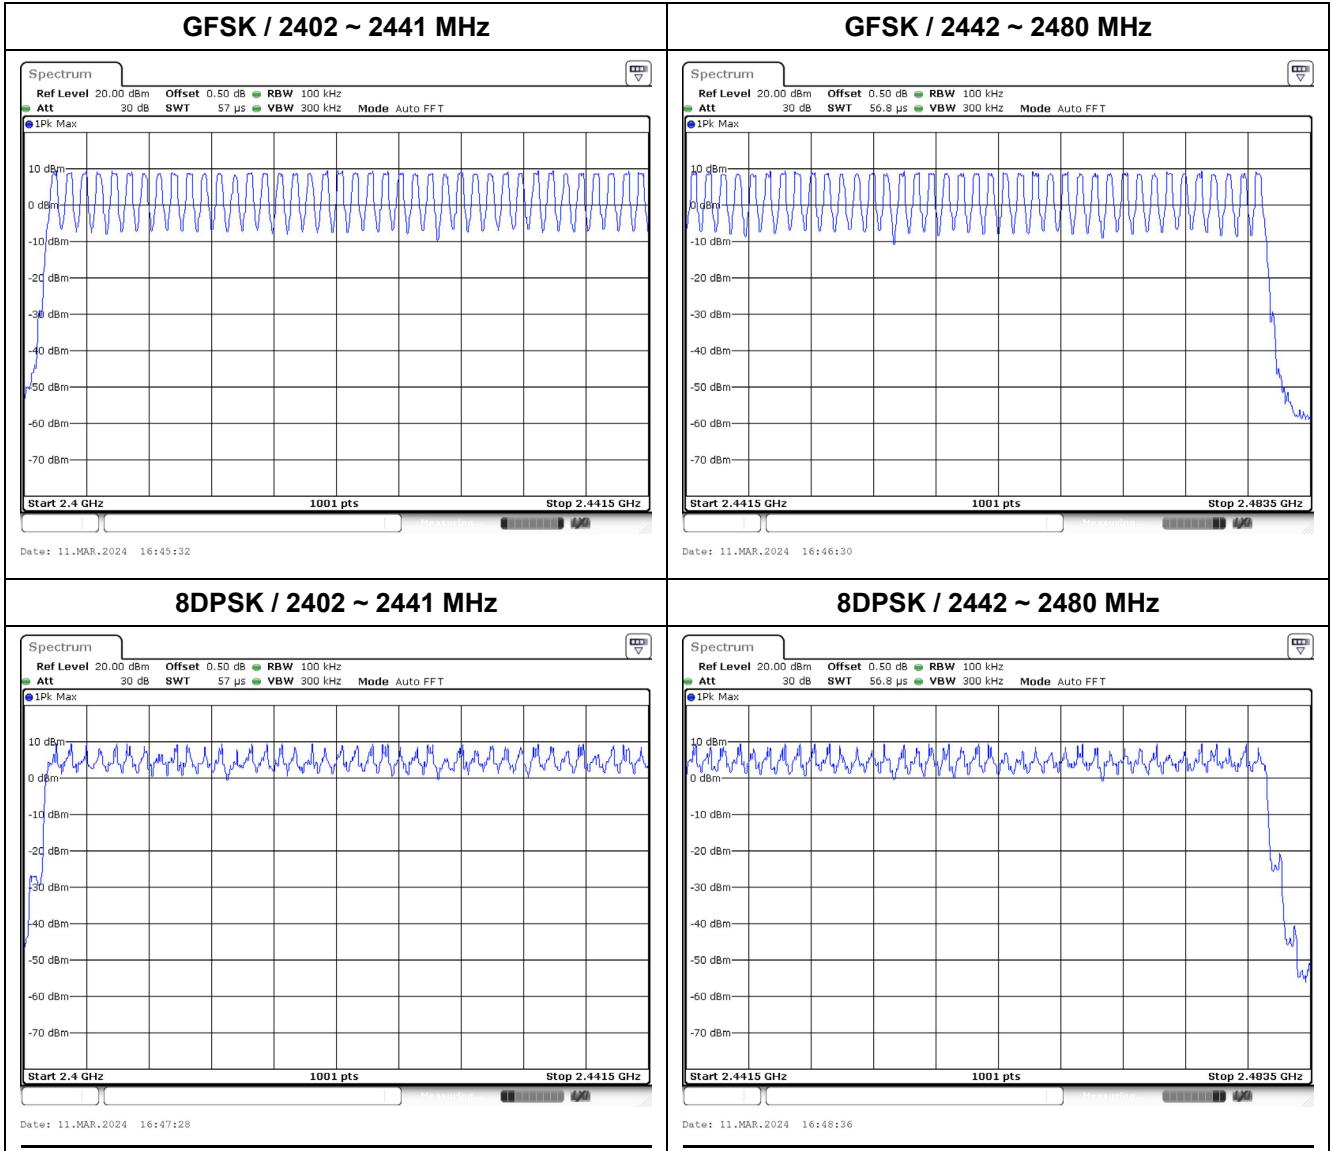 GFSK / 2402 ~ 2441 MHz
GFSK / 2442 ~ 2480 MHz
Spectrum
Ref Level 20.00 dBm Offset 0.50 dB RBW 100 kHz
Att 30 dB SWT 57 µs VBW 300 kHz Mode Auto FFT
1Pk Max
10 dBm
0 dBm
-10 dBm
-20 dBm
-30 dBm
-40 dBm
-50 dBm
-60 dBm
-70 dBm
Start 2.4 GHz 1001 pts Stop 2.4415 GHz
Measuring...
Date: 11.MAR.2024 16:45:32
Spectrum
Ref Level 20.00 dBm Offset 0.50 dB RBW 100 kHz
Att 30 dB SWT 56.8 µs VBW 300 kHz Mode Auto FFT
1Pk Max
10 dBm
0 dBm
-10 dBm
-20 dBm
-30 dBm
-40 dBm
-50 dBm
-60 dBm
-70 dBm
Start 2.4415 GHz 1001 pts Stop 2.4835 GHz
Measuring...
Date: 11.MAR.2024 16:46:30
8DPSK / 2402 ~ 2441 MHz
8DPSK / 2442 ~ 2480 MHz
Spectrum
Ref Level 20.00 dBm Offset 0.50 dB RBW 100 kHz
Att 30 dB SWT 57 µs VBW 300 kHz Mode Auto FFT
1Pk Max
10 dBm
0 dBm
-10 dBm
-20 dBm
-30 dBm
-40 dBm
-50 dBm
-60 dBm
-70 dBm
Start 2.4 GHz 1001 pts Stop 2.4415 GHz
Measuring...
Date: 11.MAR.2024 16:47:28
Spectrum
Ref Level 20.00 dBm Offset 0.50 dB RBW 100 kHz
Att 30 dB SWT 56.8 µs VBW 300 kHz Mode Auto FFT
1Pk Max
10 dBm
0 dBm
-10 dBm
-20 dBm
-30 dBm
-40 dBm
-50 dBm
-60 dBm
-70 dBm
Start 2.4415 GHz 1001 pts Stop 2.4835 GHz
Measuring...
Date: 11.MAR.2024 16:48:36